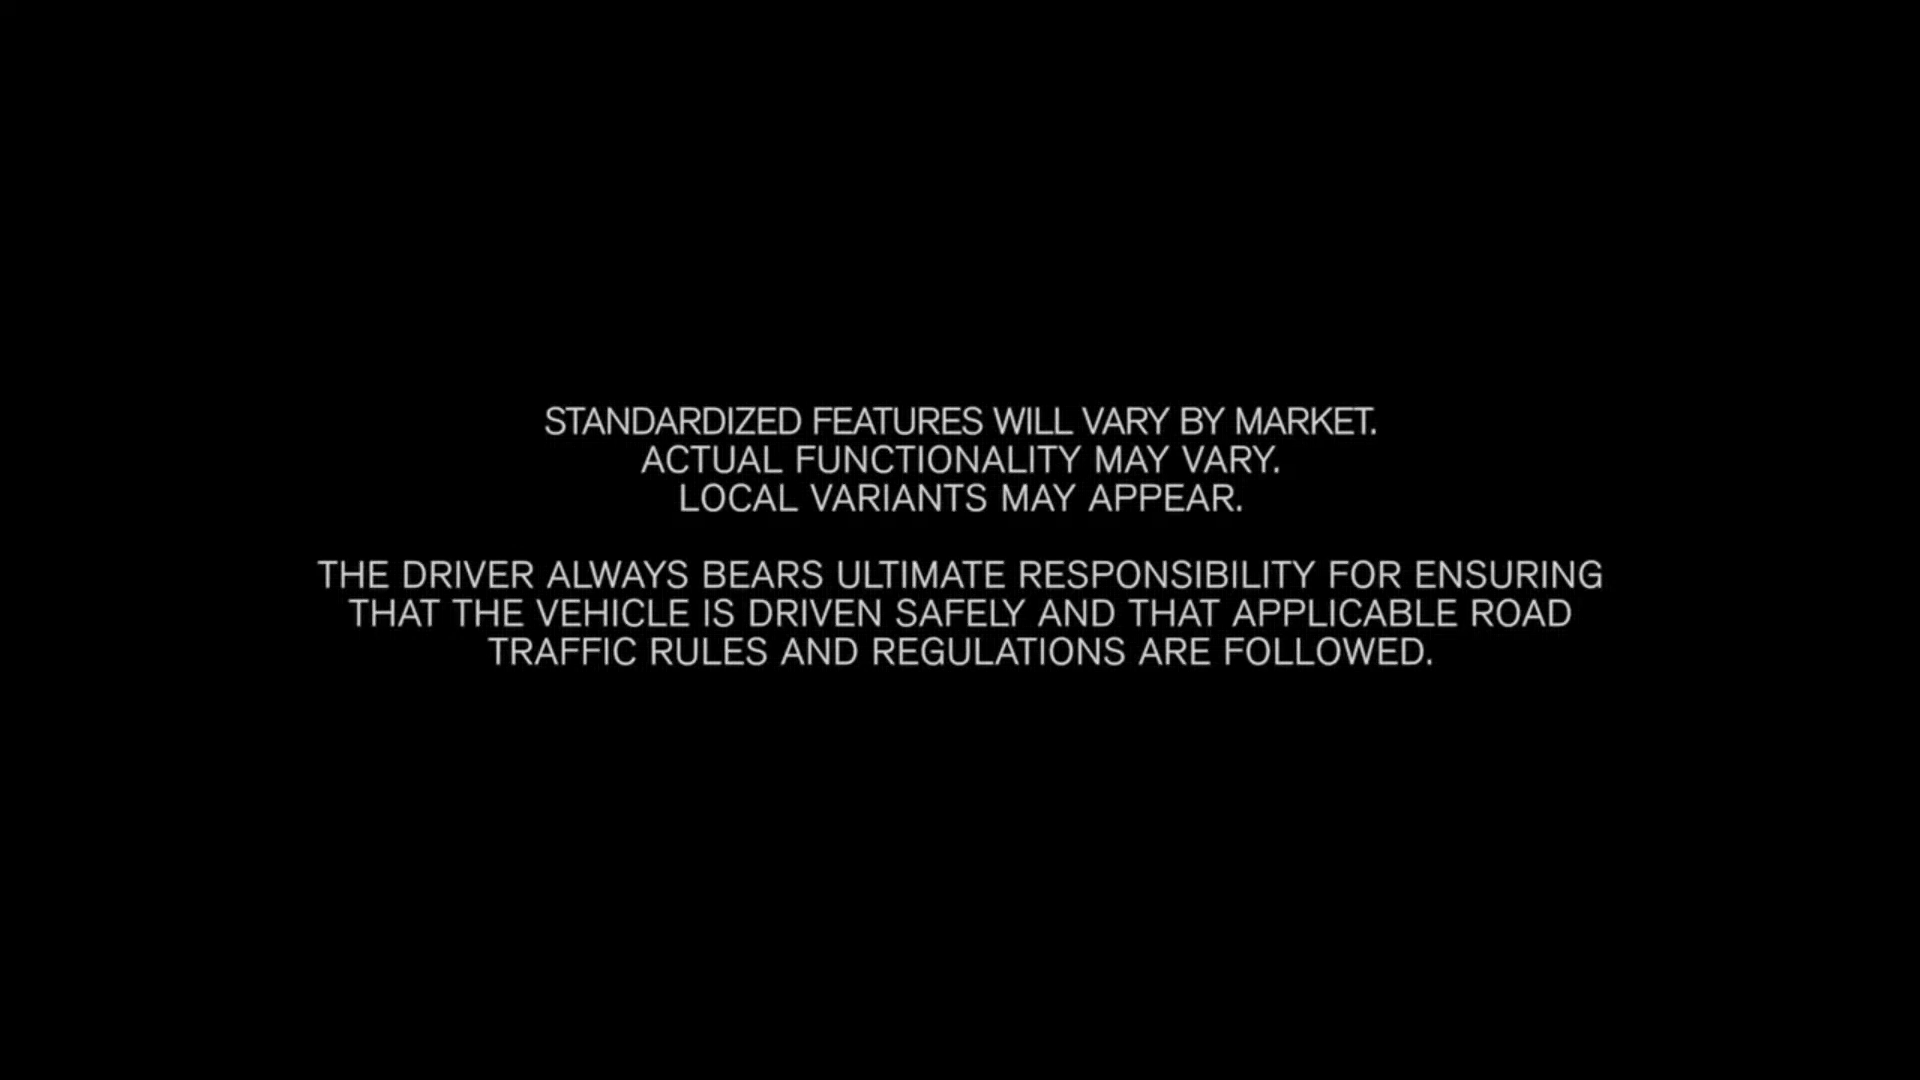 STANDARDIZED FEATURES WILL VARY BY MARKET.
ACTUAL FUNCTIONALITY MAY VARY.
LOCAL VARIANTS MAY APPEAR.
THE DRIVER ALWAYS BEARS ULTIMATE RESPONSIBILITY FOR ENSURING
THAT THE VEHICLE IS DRIVEN SAFELY AND THAT APPLICABLE ROAD
TRAFFIC RULES AND REGULATIONS ARE FOLLOWED.